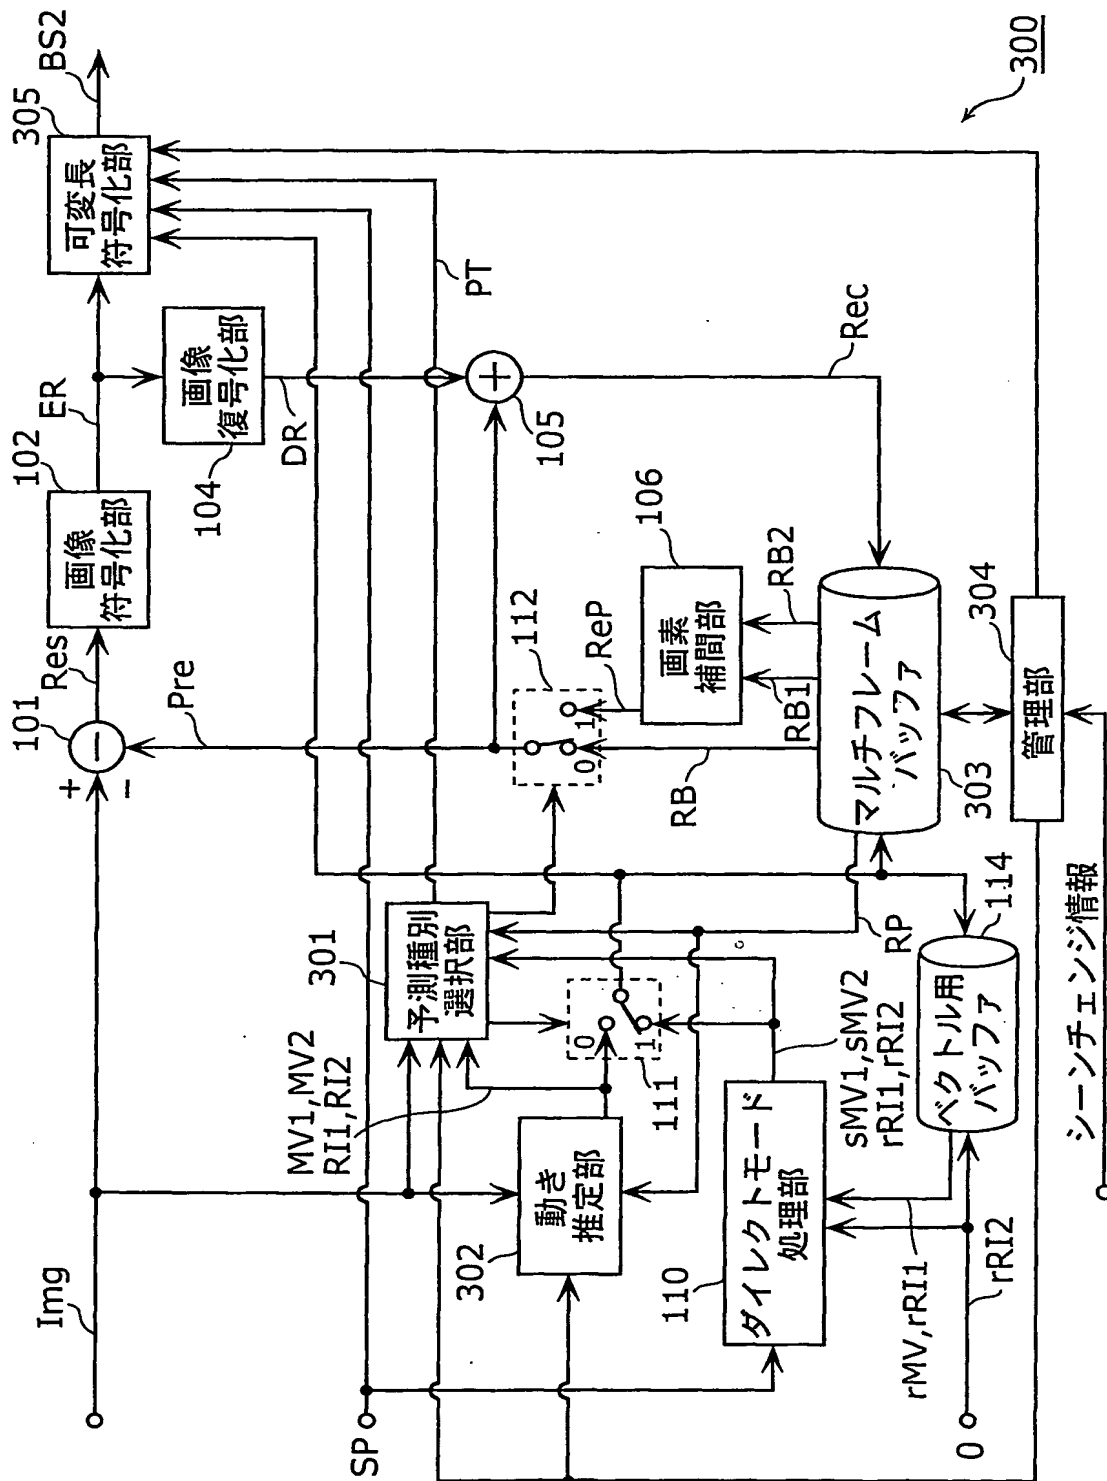 Img
101
+
−
−
Res
102
画像
符号化部
ER
305
可変長
符号化部
BS2
Pre
画像
復号化部
104
DR
+
105
PT
Rec
SP
301
予測種別
選択部
MV1,MV2
RI1,RI2
302
動き
推定部
0
1
111
112
0
1
ReP
106
画素
補間部
RB
RB1
RB2
RP
マルチフレーム
バッファ
303
110
ダイレクトモード
処理部
sMV1,sMV2
rRI1,rRI2
rMV,rRI1
rRI2
0
ベクトル用
バッファ
114
304
管理部
シーンチェンジ情報
300